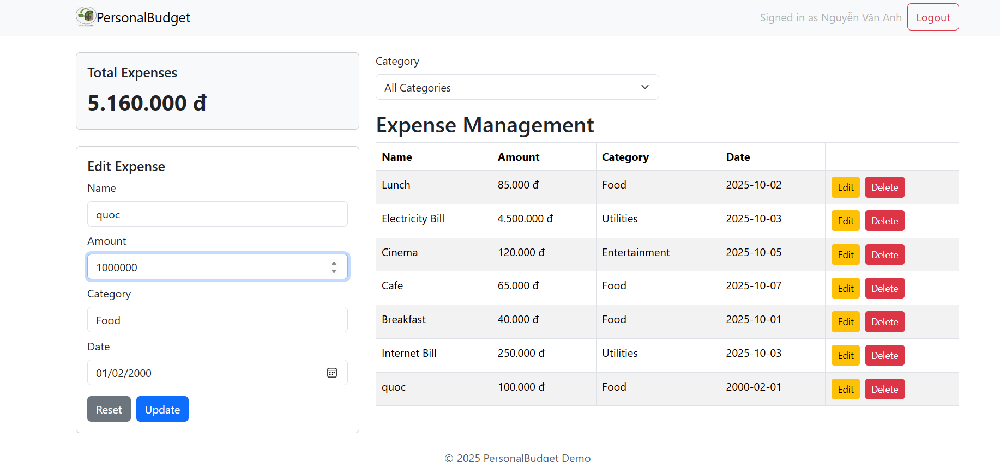 PersonalBudget
Signed in as Nguyễn Văn Anh Logout
Total Expenses
5.160.000 đ
Edit Expense
Name
quoc
Amount
1000000
Category
Food
Date
01/02/2000
Reset Update
Category
All Categories
Expense Management
Name Amount Category Date
Lunch 85.000 đ Food 2025-10-02 Edit Delete
Electricity Bill 4.500.000 đ Utilities 2025-10-03 Edit Delete
Cinema 120.000 đ Entertainment 2025-10-05 Edit Delete
Cafe 65.000 đ Food 2025-10-07 Edit Delete
Breakfast 40.000 đ Food 2025-10-01 Edit Delete
Internet Bill 250.000 đ Utilities 2025-10-03 Edit Delete
quoc 100.000 đ Food 2000-02-01 Edit Delete
© 2025 PersonalBudget Demo